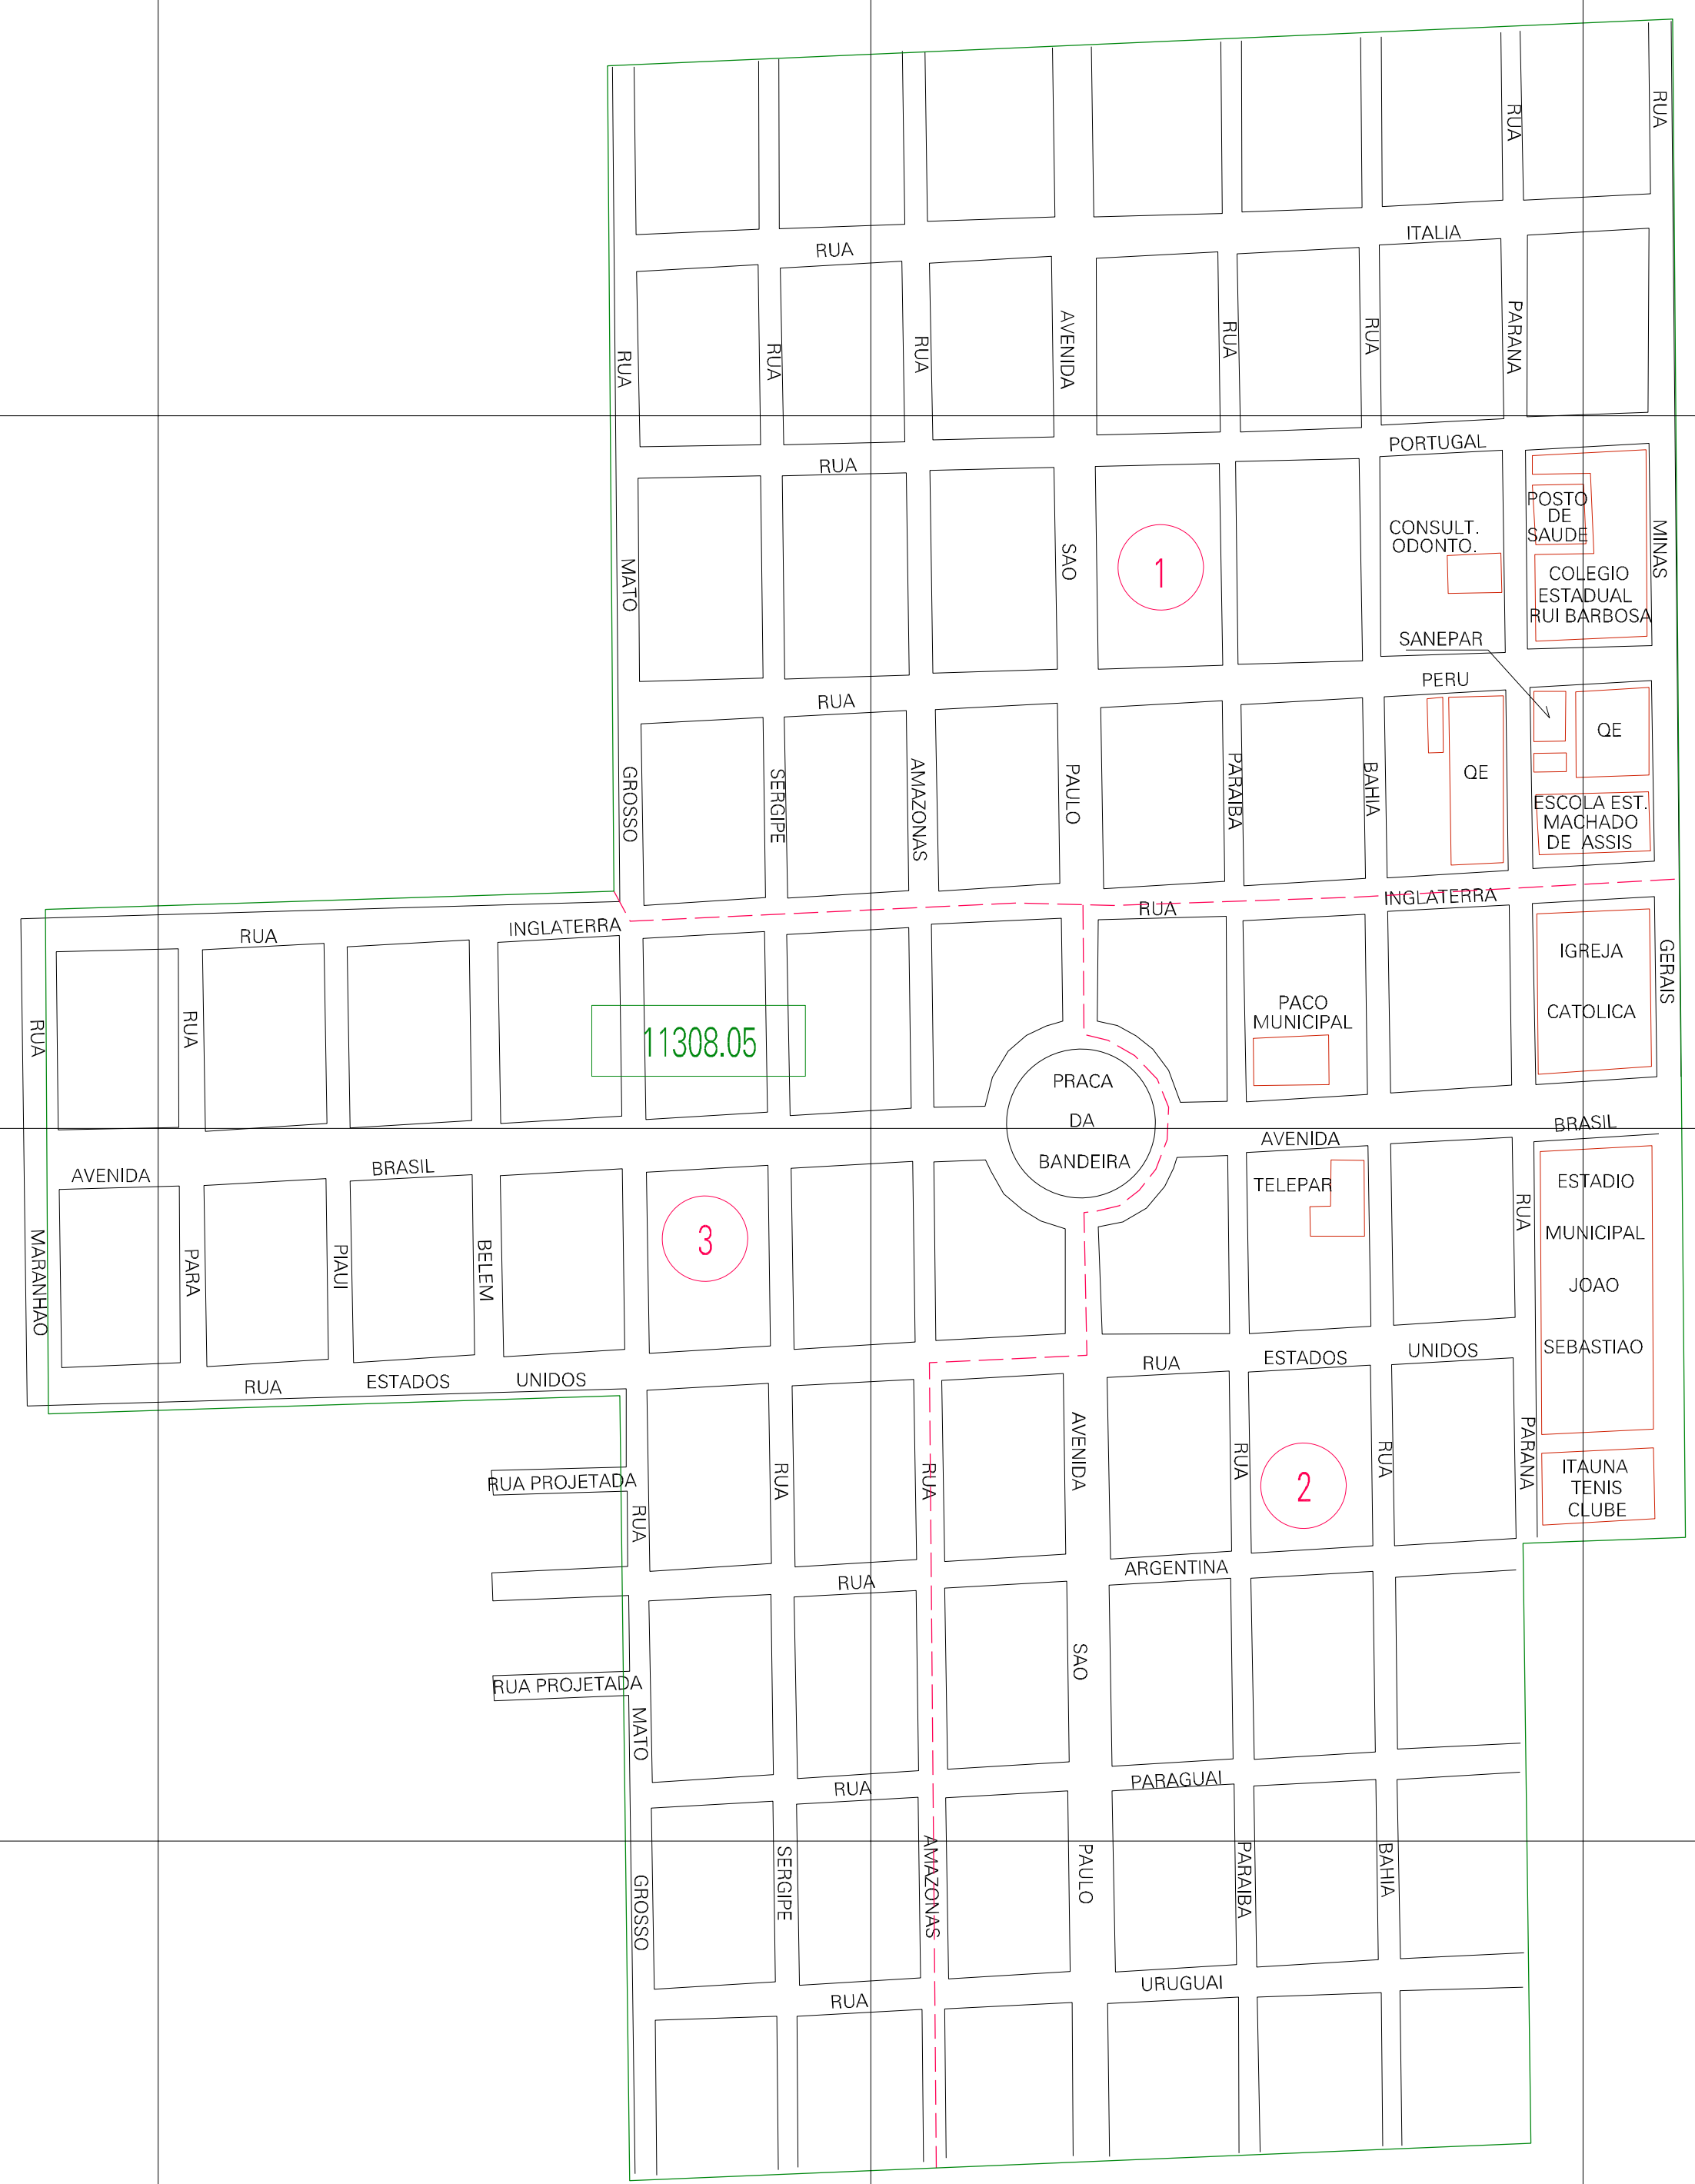 RUA
RUA
ITALIA
RUA
RUA
RUA
RUA
AVENIDA
RUA
RUA
PARANA
PORTUGAL
RUA
POSTO
DE
SAUDE
CONSULT.
ODONTO.
MATO
SAO
1
MINAS
COLEGIO
ESTADUAL
RUI BARBOSA
SANEPAR
PERU
RUA
QE
QE
GROSSO
SERGIPE
AMAZONAS
PAULO
PARAIBA
BAHIA
ESCOLA EST.
MACHADO
DE ASSIS
INGLATERRA
RUA
INGLATERRA
RUA
IGREJA
CATOLICA
GERAIS
RUA
RUA
11308.05
PACO
MUNICIPAL
PRACA
DA
BANDEIRA
BRASIL
AVENIDA
BRASIL
AVENIDA
TELEPAR
ESTADIO
MUNICIPAL
JOAO
SEBASTIAO
RUA
MARANHAO
PARA
PIAUI
BELEM
3
RUA
ESTADOS
UNIDOS
RUA
ESTADOS
UNIDOS
AVENIDA
RUA
RUA
PARANA
RUA PROJETADA
RUA
RUA
RUA
2
ITAUNA
TENIS
CLUBE
RUA
ARGENTINA
SAO
RUA PROJETADA
MATO
RUA
PARAGUAI
GROSSO
SERGIPE
AMAZONAS
PAULO
PARAIBA
BAHIA
RUA
URUGUAI